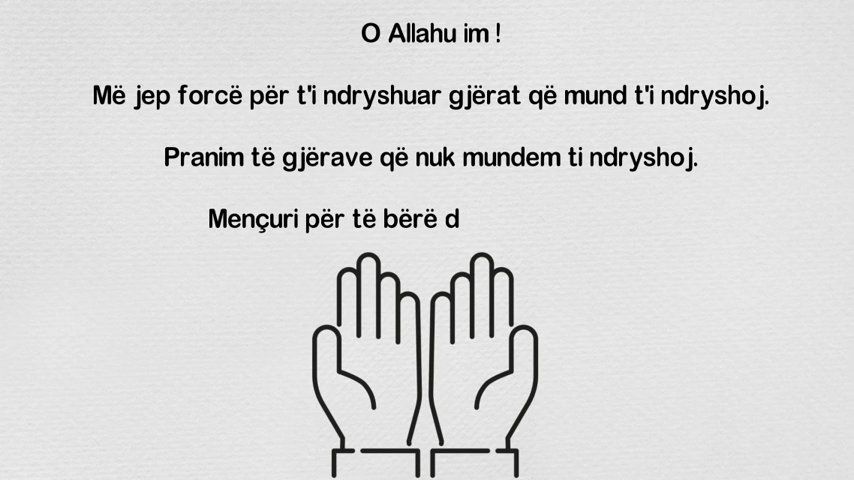 O Allahu im !
Më jep forcë për t'i ndryshuar gjërat që mund t'i ndryshoj.
Pranim të gjërave që nuk mundem ti ndryshoj.
Mençuri për të bërë d